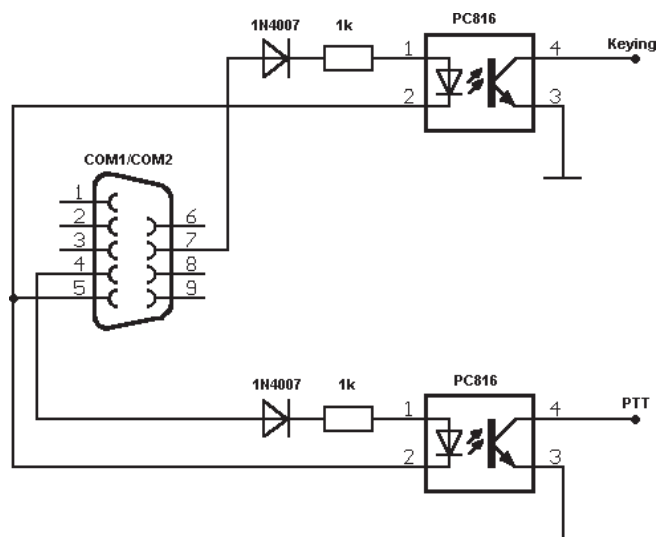 1N4007 1k PC816
1 4 Keying
2 3
COM1/COM2
1
2 6
3 7
4 8
5 9
1N4007 1k PC816
1 4 PTT
2 3